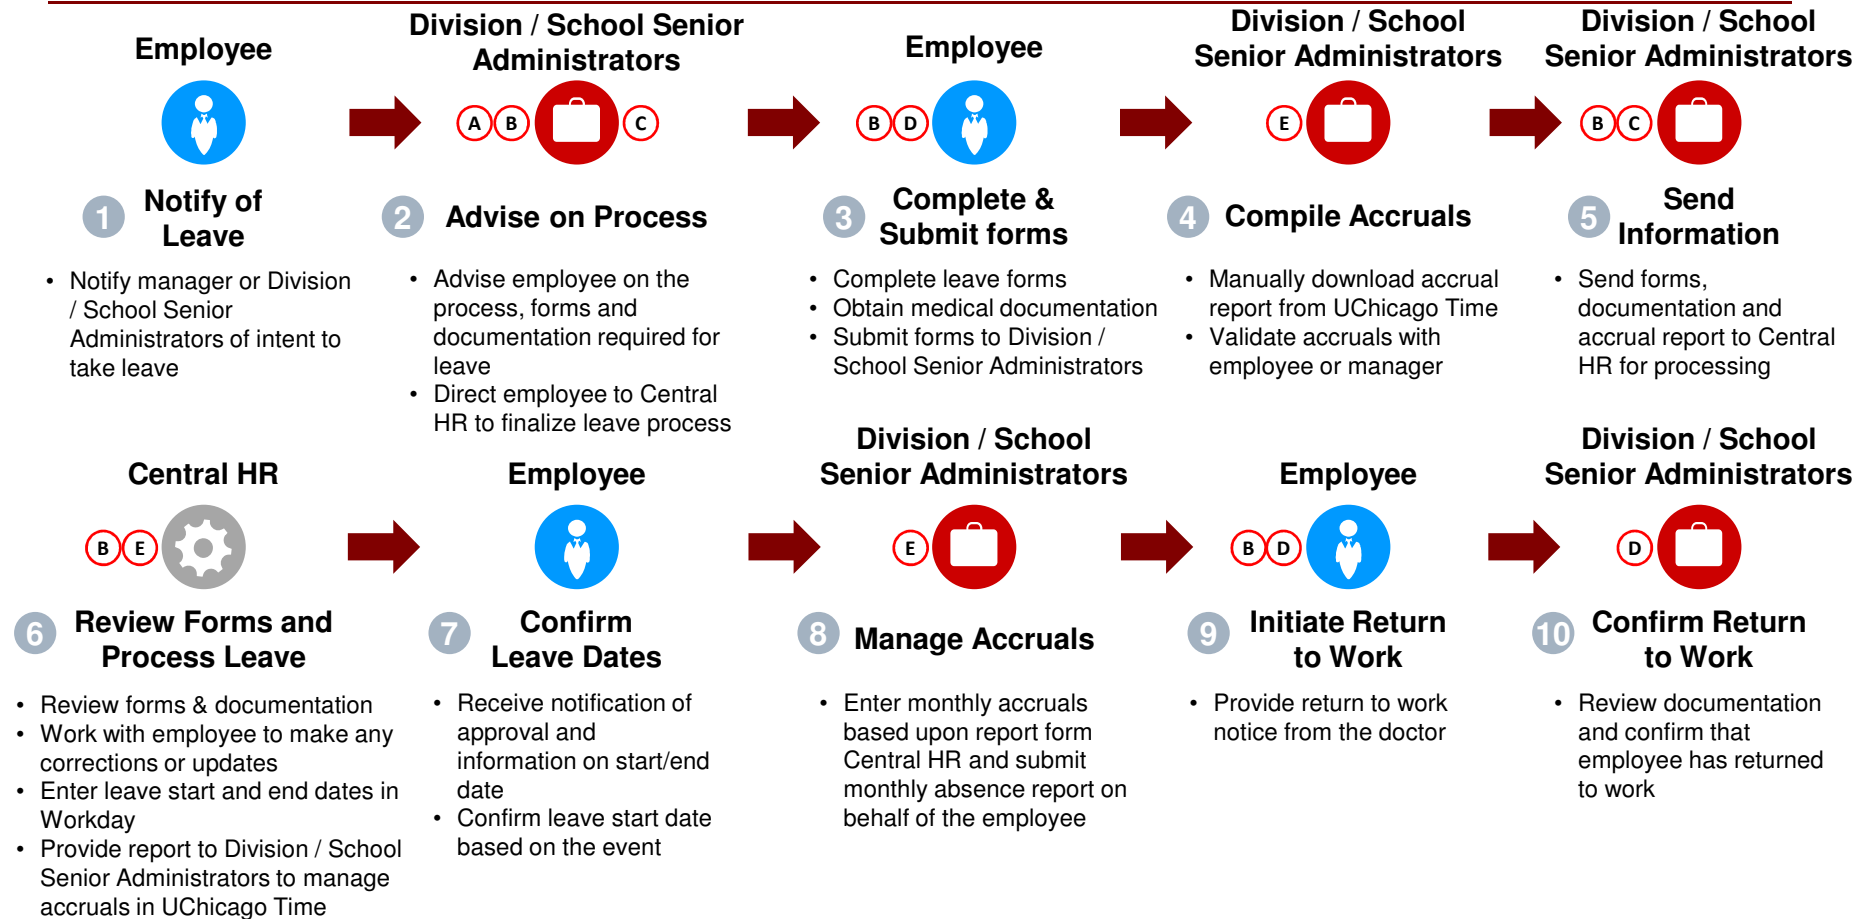 Employee
Division / School Senior
Administrators
Employee
Division / School
Senior Administrators
Division / School
Senior Administrators
A B C
B D
E
B C
1 Notify of
Leave
2 Advise on Process
3 Complete &
Submit forms
4 Compile Accruals
5 Send
Information
• Notify manager or Division
/ School Senior
Administrators of intent to
take leave
• Advise employee on the
process, forms and
documentation required for
leave
• Direct employee to Central
HR to finalize leave process
• Complete leave forms
• Obtain medical documentation
• Submit forms to Division /
School Senior Administrators
• Manually download accrual
report from UChicago Time
• Validate accruals with
employee or manager
• Send forms,
documentation and
accrual report to Central
HR for processing
Central HR
Employee
Division / School
Senior Administrators
Employee
Division / School
Senior Administrators
B E
E
B D
D
6 Review Forms and
Process Leave
7 Confirm
Leave Dates
8 Manage Accruals
9 Initiate Return
to Work
10 Confirm Return
to Work
• Review forms & documentation
• Work with employee to make any
corrections or updates
• Enter leave start and end dates in
Workday
• Provide report to Division / School
Senior Administrators to manage
accruals in UChicago Time
• Receive notification of
approval and
information on start/end
date
• Confirm leave start date
based on the event
• Enter monthly accruals
based upon report form
Central HR and submit
monthly absence report on
behalf of the employee
• Provide return to work
notice from the doctor
• Review documentation
and confirm that
employee has returned
to work